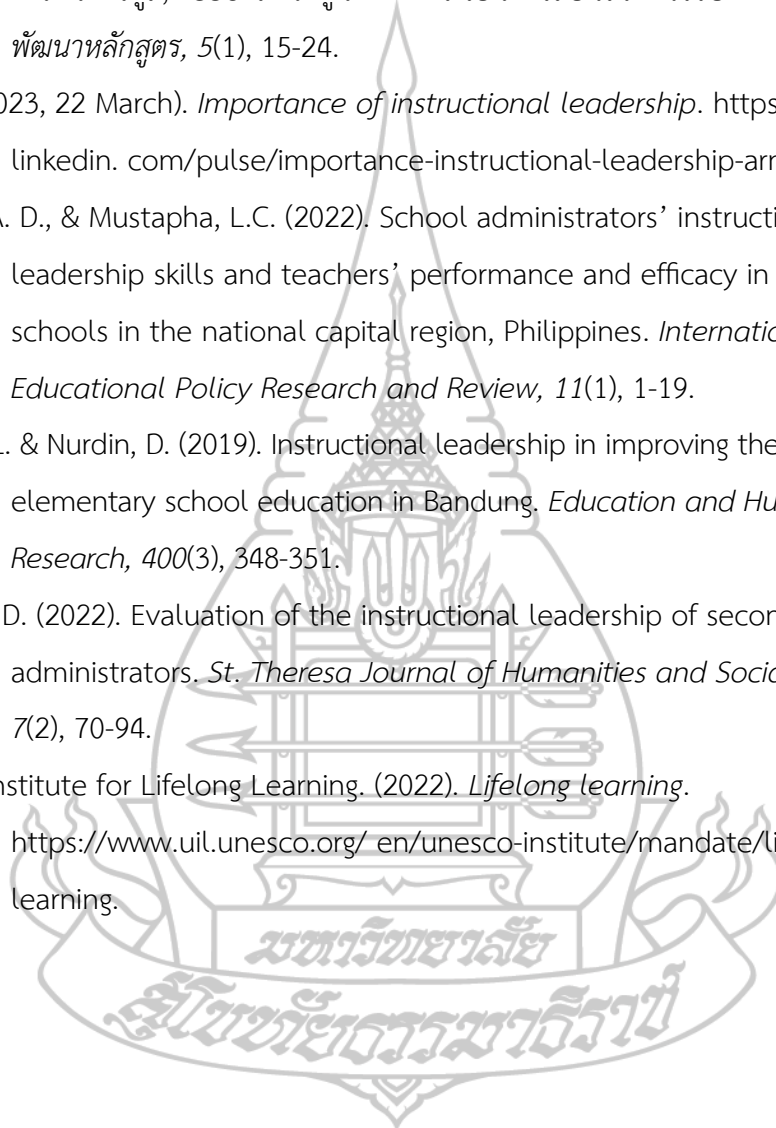 พัฒนาหลักสูตร, 5(1), 15-24.
023, 22 March). Importance of instructional leadership. https
linkedin. com/pulse/importance-instructional-leadership-arr
A. D., & Mustapha, L.C. (2022). School administrators’ instructi
leadership skills and teachers’ performance and efficacy in
schools in the national capital region, Philippines. Internatio
Educational Policy Research and Review, 11(1), 1-19.
L. & Nurdin, D. (2019). Instructional leadership in improving the
elementary school education in Bandung. Education and Hu
Research, 400(3), 348-351.
D. (2022). Evaluation of the instructional leadership of secon
administrators. St. Theresa Journal of Humanities and Socia
7(2), 70-94.
nstitute for Lifelong Learning. (2022). Lifelong learning.
https://www.uil.unesco.org/ en/unesco-institute/mandate/li
learning.
มหาวิทยาลัย
สุโขทัยธรรมาธิราช